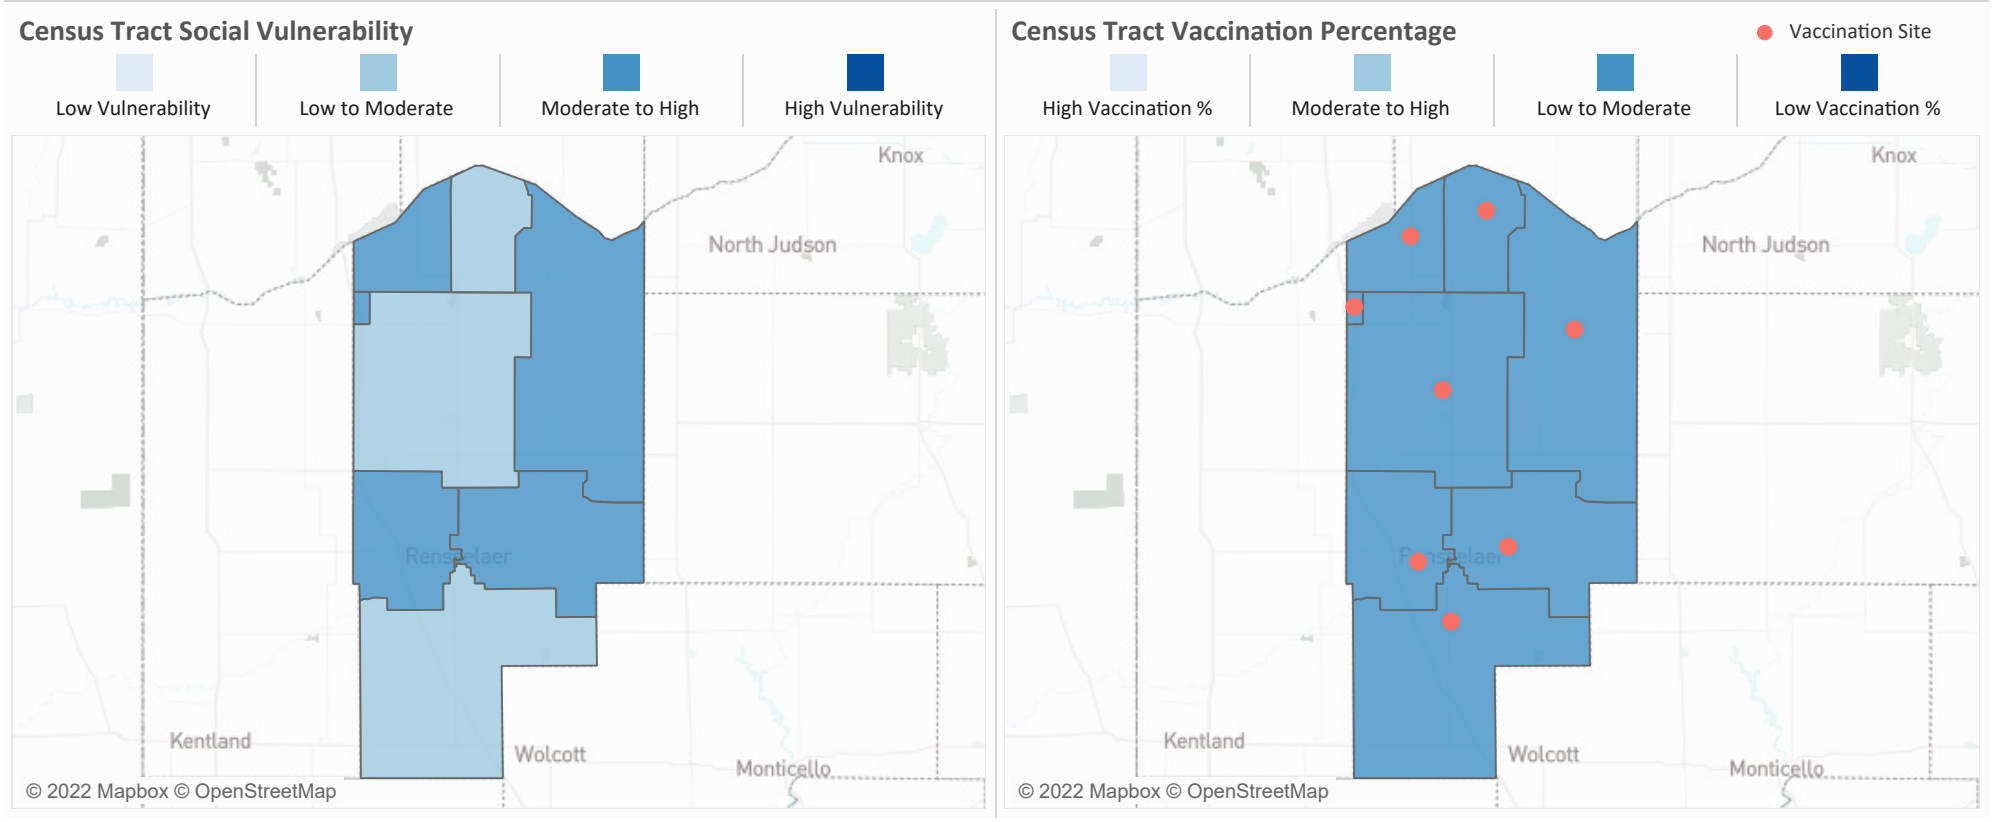 Census Tract Social Vulnerability
Low Vulnerability
Low to Moderate
Moderate to High
High Vulnerability
Knox
North Judson
Rensselaer
Kentland
Wolcott
Monticello
© 2022 Mapbox © OpenStreetMap
Census Tract Vaccination Percentage
Vaccination Site
High Vaccination %
Moderate to High
Low to Moderate
Low Vaccination %
Knox
North Judson
Rensselaer
Kentland
Wolcott
Monticello
© 2022 Mapbox © OpenStreetMap